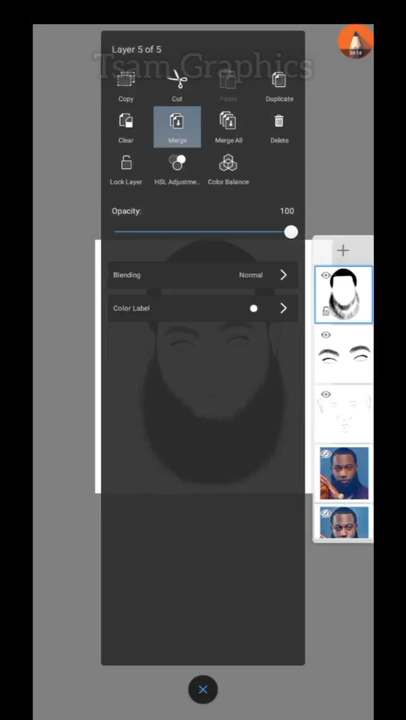 Layer 5 of 5
Tsam Graphics
Copy
Cut
Paste
Duplicate
Clear
Merge
Merge All
Delete
Lock Layer
HSL Adjustme...
Color Balance
Opacity:
100
Blending
Normal
Color Label